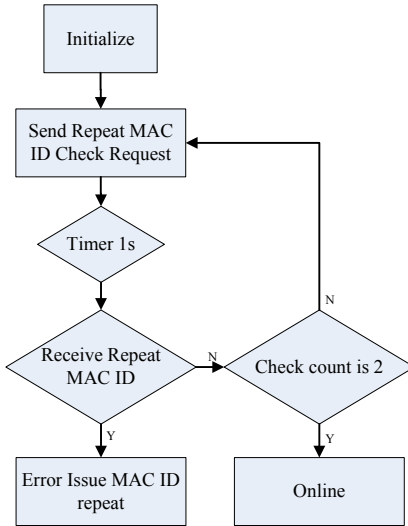 Initialize
Send Repeat MAC
ID Check Request
Timer 1s
Receive Repeat
MAC ID
N
Check count is 2
N
Y
Y
Error Issue MAC ID
repeat
Online